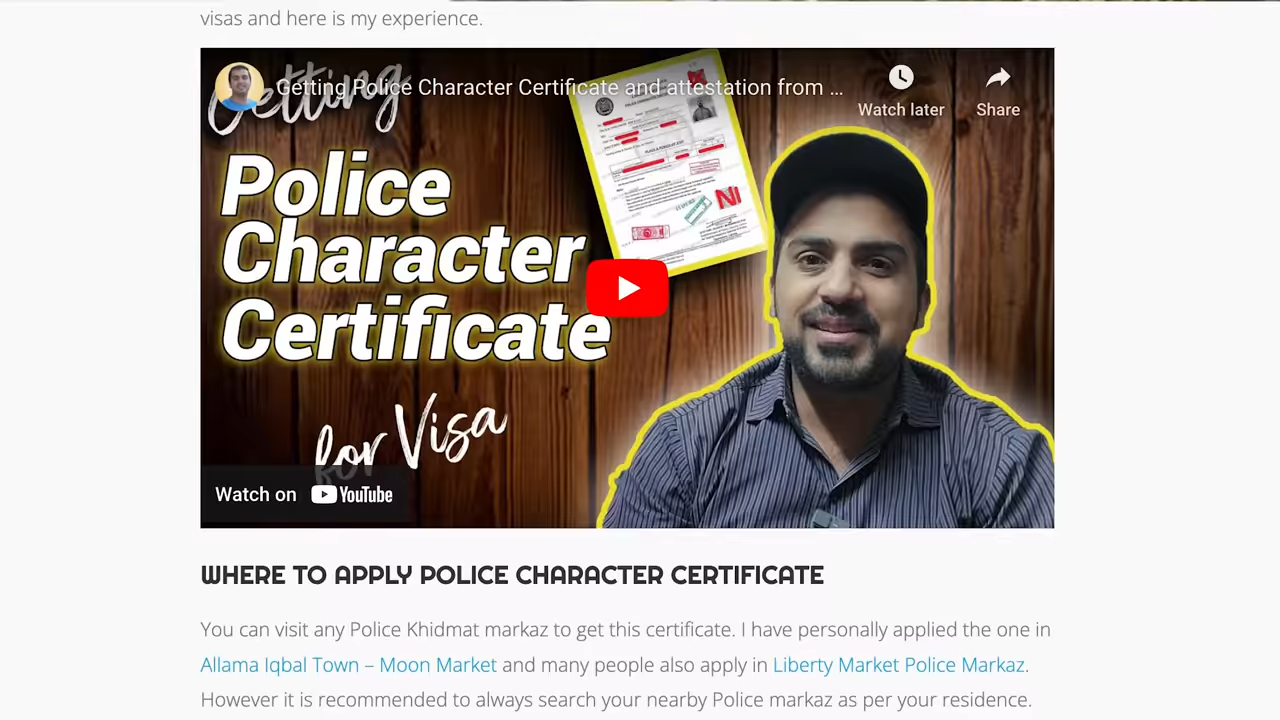 visas and here is my experience.
Getting Police Character Certificate and attestation from ...
Watch later
Share
Getting
Police
Character
Certificate
for Visa
Watch on YouTube
WHERE TO APPLY POLICE CHARACTER CERTIFICATE
You can visit any Police Khidmat markaz to get this certificate. I have personally applied the one in
Allama Iqbal Town – Moon Market and many people also apply in Liberty Market Police Markaz.
However it is recommended to always search your nearby Police markaz as per your residence.